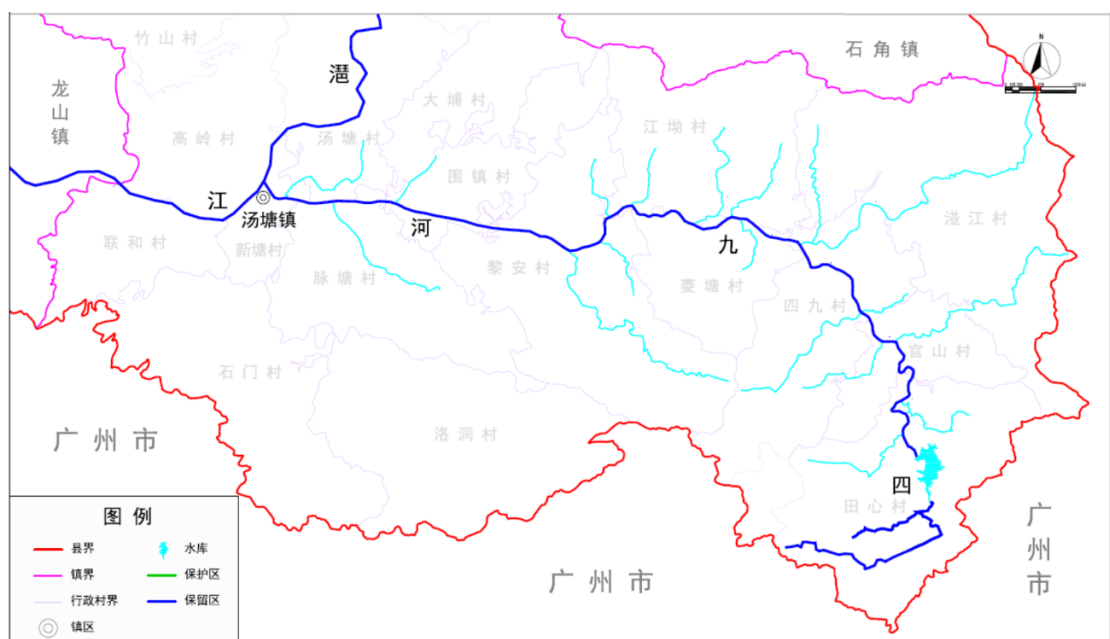 竹山村
石角镇
N
龙山镇
潖
大埔村
高岭村
汤塘村
江坳村
围镇村
江
汤塘镇
河
湴江村
联和村
新塘村
九
脉塘村
黎安村
菱塘村
四九村
官山村
石门村
广州市
洛洞村
四
田心村
广州市
广州市
图例
县界
水库
镇界
保护区
行政村界
保留区
镇区